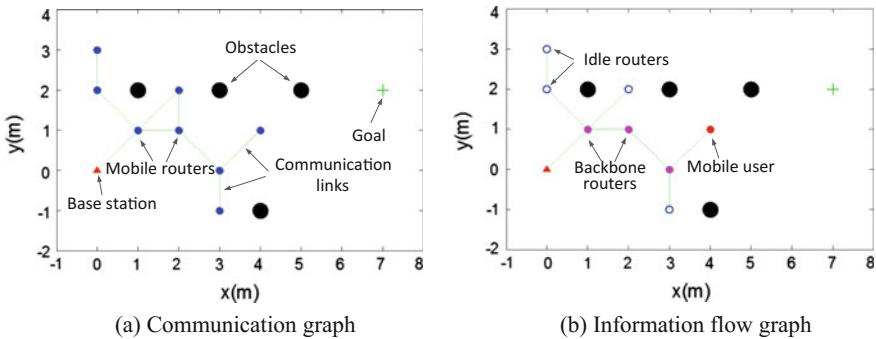 4
3
2
1
0
-1
-2
y(m)
-1 0 1 2 3 4 5 6 7 8
x(m)
Obstacles
Goal
Mobile routers
Communication
links
Base station
(a) Communication graph
4
3
2
1
0
-1
-2
y(m)
-1 0 1 2 3 4 5 6 7 8
x(m)
Idle routers
Backbone
routers
Mobile user
(b) Information flow graph